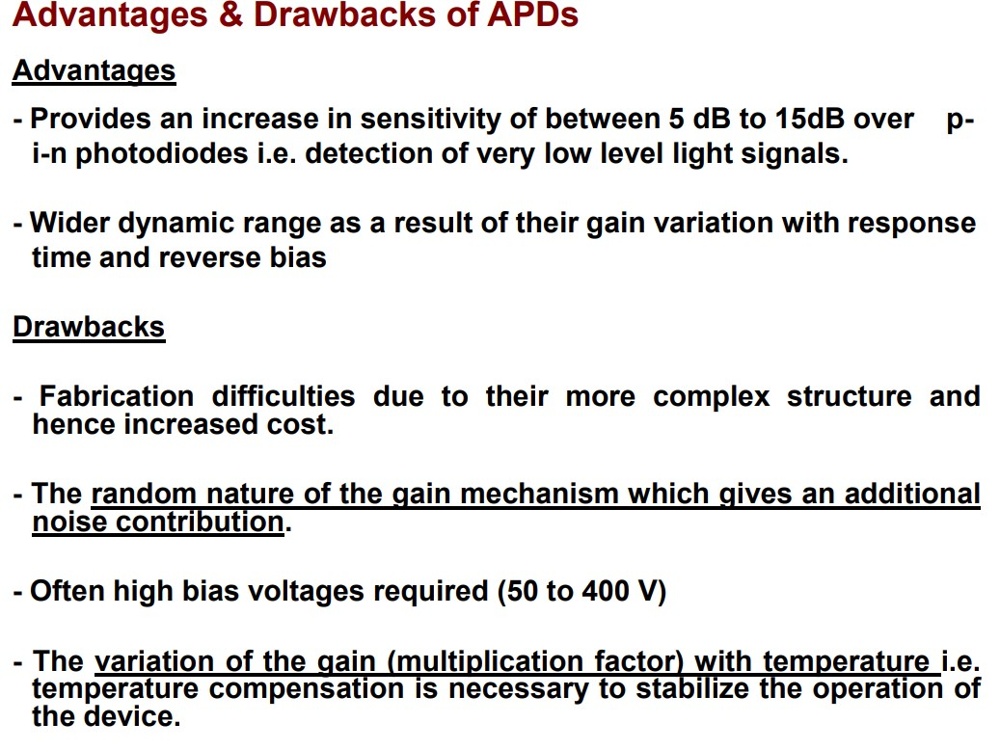 Advantages & Drawbacks of APDs
Advantages
- Provides an increase in sensitivity of between 5 dB to 15dB over p-
i-n photodiodes i.e. detection of very low level light signals.
- Wider dynamic range as a result of their gain variation with response
time and reverse bias
Drawbacks
- Fabrication difficulties due to their more complex structure and
hence increased cost.
- The random nature of the gain mechanism which gives an additional
noise contribution.
- Often high bias voltages required (50 to 400 V)
- The variation of the gain (multiplication factor) with temperature i.e.
temperature compensation is necessary to stabilize the operation of
the device.